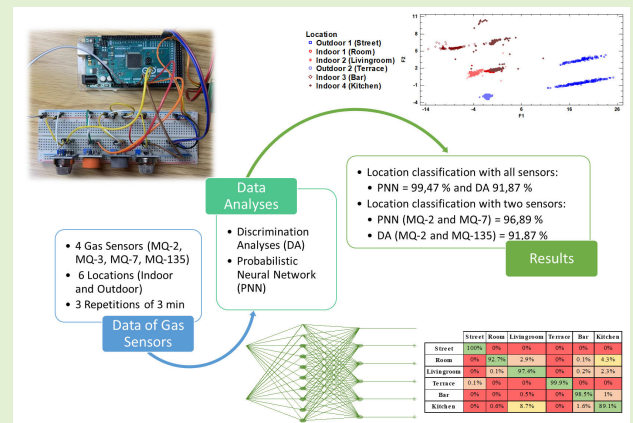 Location
Outdoor 1 (Street)
Indoor 1 (Room)
Indoor 2 (Livingroom)
Outdoor 2 (Terrace)
Indoor 3 (Bar)
Indoor 4 (Kitchen)
F2
11
8
5
2
-1
-4
-14
-4
6
16
26
F1
Data
Analyses
• Discrimination
Analyses (DA)
• Probabilistic
Neural Network
(PNN)
• Location classification with all sensors:
• PNN = 99,47 % and DA 91,87 %
• Location classification with two sensors:
• PNN (MQ-2 and MQ-7) = 96,89 %
• DA (MQ-2 and MQ-135) = 91,87 %
Results
• 4 Gas Sensors (MQ-2,
MQ-3, MQ-7, MQ-135)
• 6 Locations (Indoor
and Outdoor)
• 3 Repetitions of 3 min
Data of Gas
Sensors
Street Room Livingroom Terrace Bar Kitchen
Street 100% 0% 0% 0% 0% 0%
Room 0% 92.7% 2.9% 0% 0.1% 4.3%
Livingroom 0% 0.1% 97.4% 0% 0.2% 2.3%
Terrace 0.1% 0% 0% 99.9% 0% 0%
Bar 0% 0% 0.5% 0% 98.5% 1%
Kitchen 0% 0.6% 8.7% 0% 1.6% 89.1%